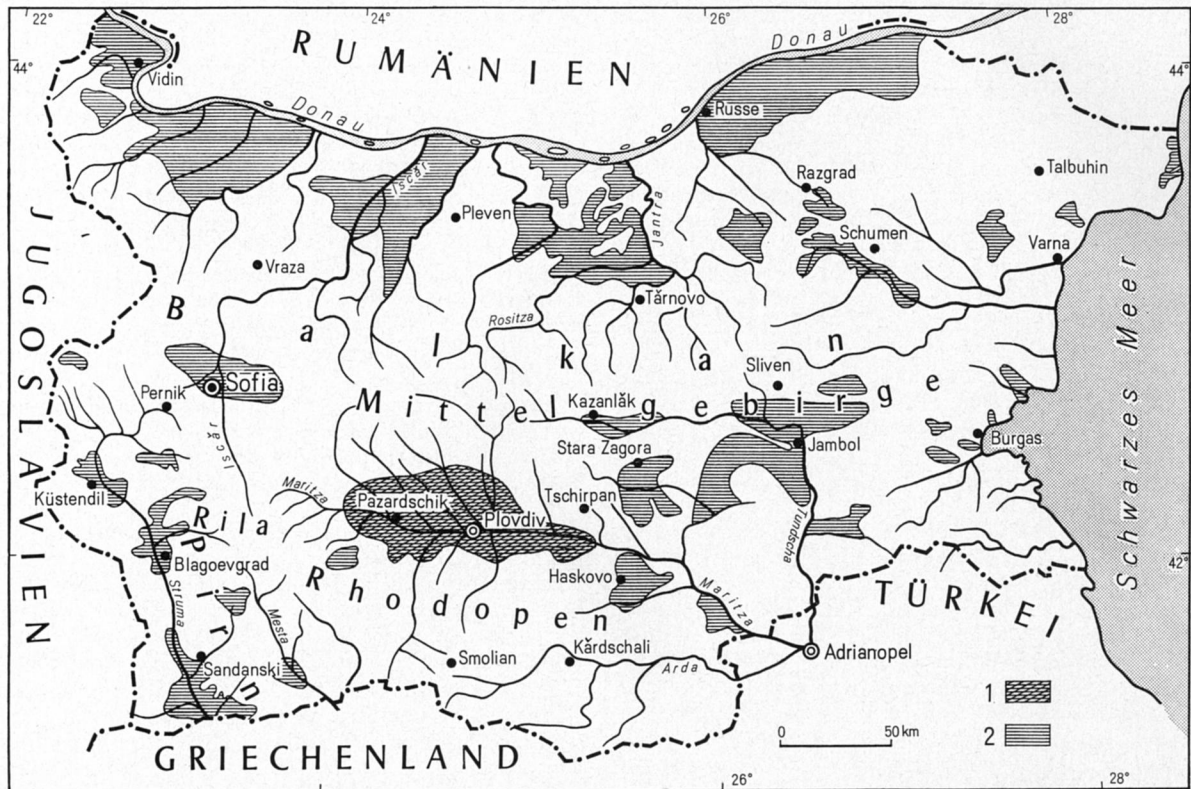 22° 24 26 28°
RUMÄNIEN
Donau
44° 44°
Vidin
Donau
Russe
Iscăr
Talbuhin
Razgrad
Pleven
Jantra
Schumen
Varna
Vraza
JUGOSLAVIEN
Schwarzes Meer
Tărnovo
Rositza
Balkan
Sofia
Pernik
Sliven
Mittelgebirge
Kazanlăk
Burgas
Jambol
Iscăr
Stara Zagora
Küstendil
Maritza
Pazardschik
Tschirpan
Plovdiv
Rila
Tundscha
42°
Blagoevgrad
Haskovo
Rhodopen
TÜRKEI
Struma
Pirin
Mesta
Maritza
Kărdschali
Adrianopel
Sandanski
Smolian
Arda
1
0 50 km
2
GRIECHENLAND
26° 28°